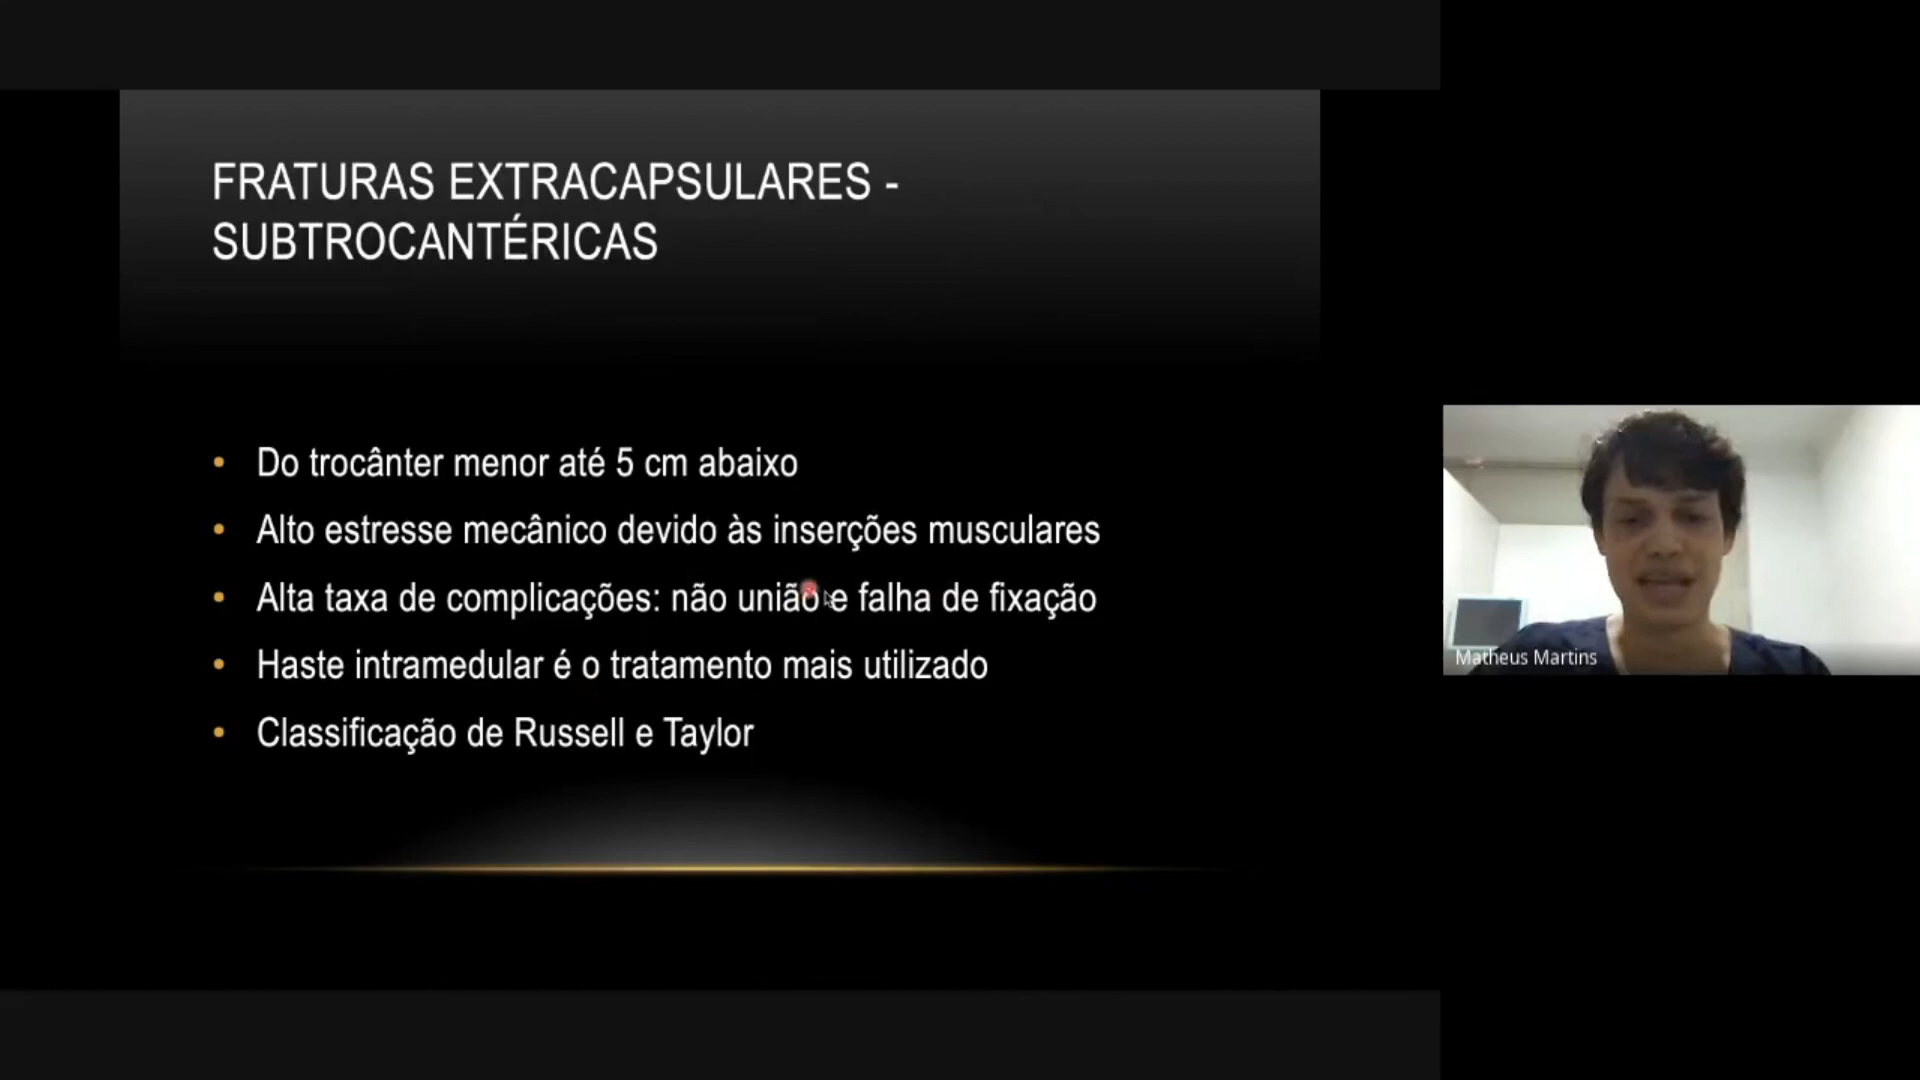 FRATURAS EXTRACAPSULARES -
SUBTROCANTÉRICAS
• Do trocânter menor até 5 cm abaixo
• Alto estresse mecânico devido às inserções musculares
• Alta taxa de complicações: não união e falha de fixação
• Haste intramedular é o tratamento mais utilizado
• Classificação de Russell e Taylor
Matheus Martins